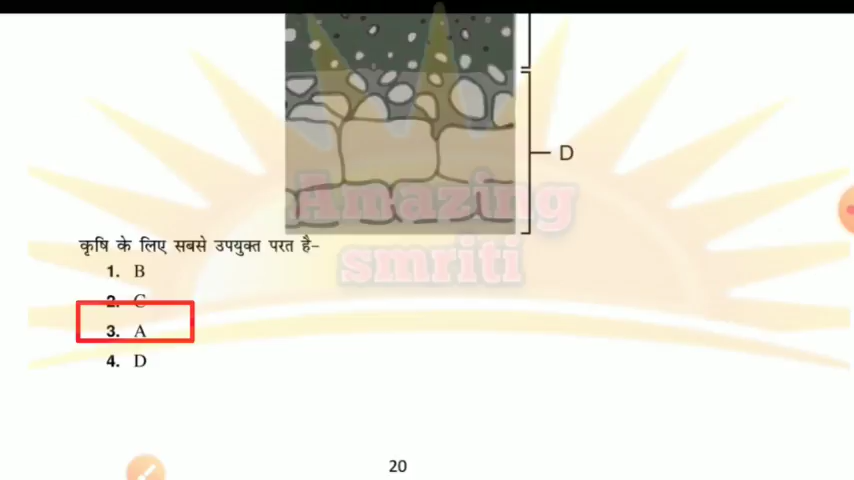 D
Amazing
smriti
कृषि के लिए सबसे उपयुक्त परत है-
1. B
2. C
3. A
4. D
20